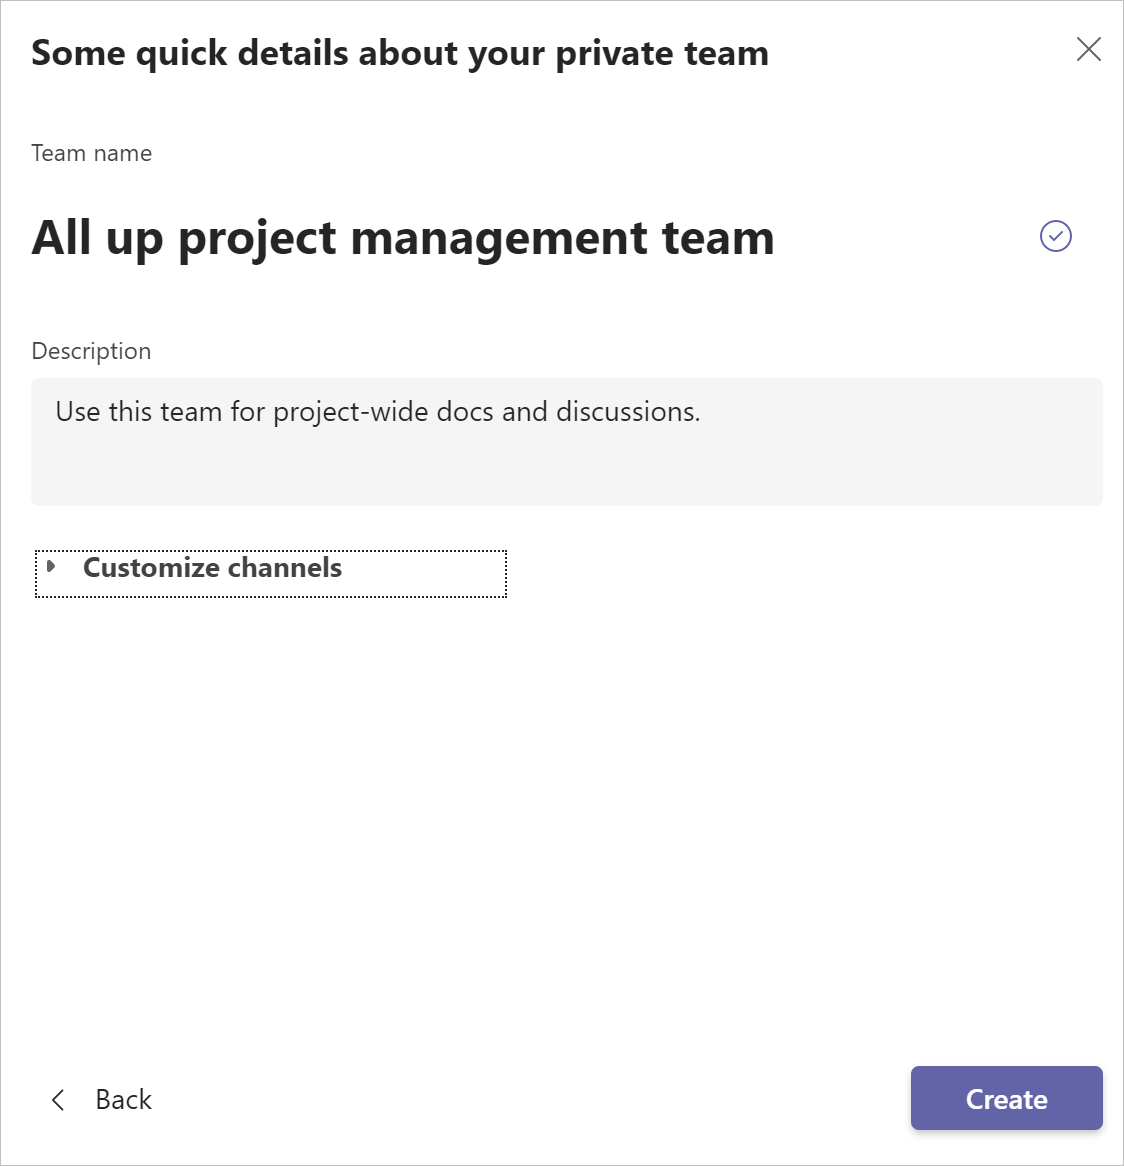 Some quick details about your private team
Team name
All up project management team
Description
Use this team for project-wide docs and discussions.
Customize channels
Back
Create